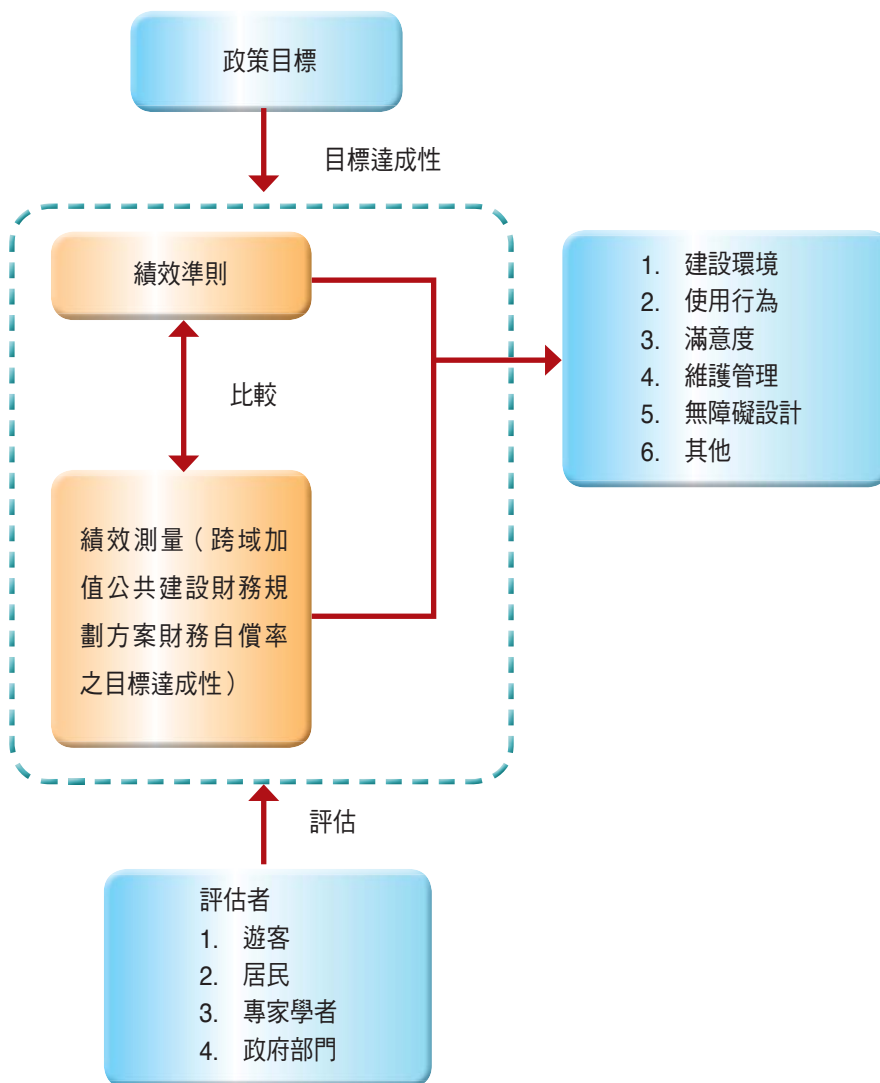 政策目標
目標達成性
績效準則
比較
績效測量（跨域加
值公共建設財務規
劃方案財務自償率
之目標達成性）
1. 建設環境
2. 使用行為
3. 滿意度
4. 維護管理
5. 無障礙設計
6. 其他
評估
評估者
1. 遊客
2. 居民
3. 專家學者
4. 政府部門